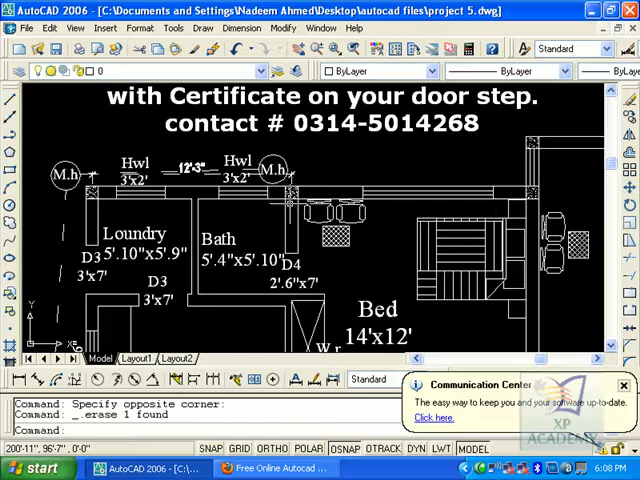 AutoCAD 2006 - [C:\Documents and Settings\Nadeem Ahmed\Desktop\autocad files\project 5.dwg]
File Edit View Insert Format Tools Draw Dimension Modify Express Window Help
Standard
0 ByLayer ByLayer ByLayer
with Certificate on your door step.
contact # 0314-5014268
M.h Hwl 3'x2' 12'-3" Hwl 3'x2' M.h
Loundry
5'.10"x5'.9"
Bath
5'.4"x5'.10"
D3
3'x7'
D3
3'x7'
D4
2'.6"x7'
Bed
14'x12'
W r
Y
Model Layout1 Layout2
Standard
Communication Center
The easy way to keep you and your software up-to-date.
Click here.
XP
ACADEMY
Command: Specify opposite corner:
Command: _.erase 1 found
Command:
200'-11", 96'-7", 0'-0" SNAP GRID ORTHO POLAR OSNAP OTRACK DYN LWT MODEL
start AutoCAD 2006 - [C:\... Free Online Autocad ... 6:08 PM